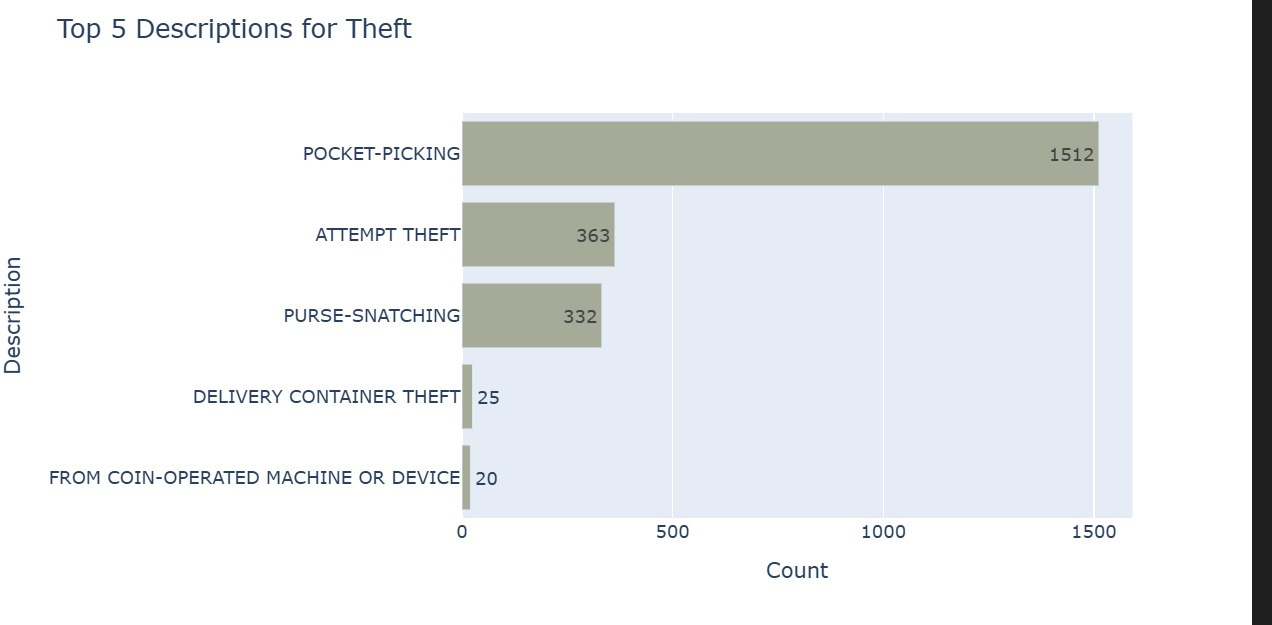 Top 5 Descriptions for Theft
Description
POCKET-PICKING 1512
ATTEMPT THEFT 363
PURSE-SNATCHING 332
DELIVERY CONTAINER THEFT 25
FROM COIN-OPERATED MACHINE OR DEVICE 20
0 500 1000 1500
Count